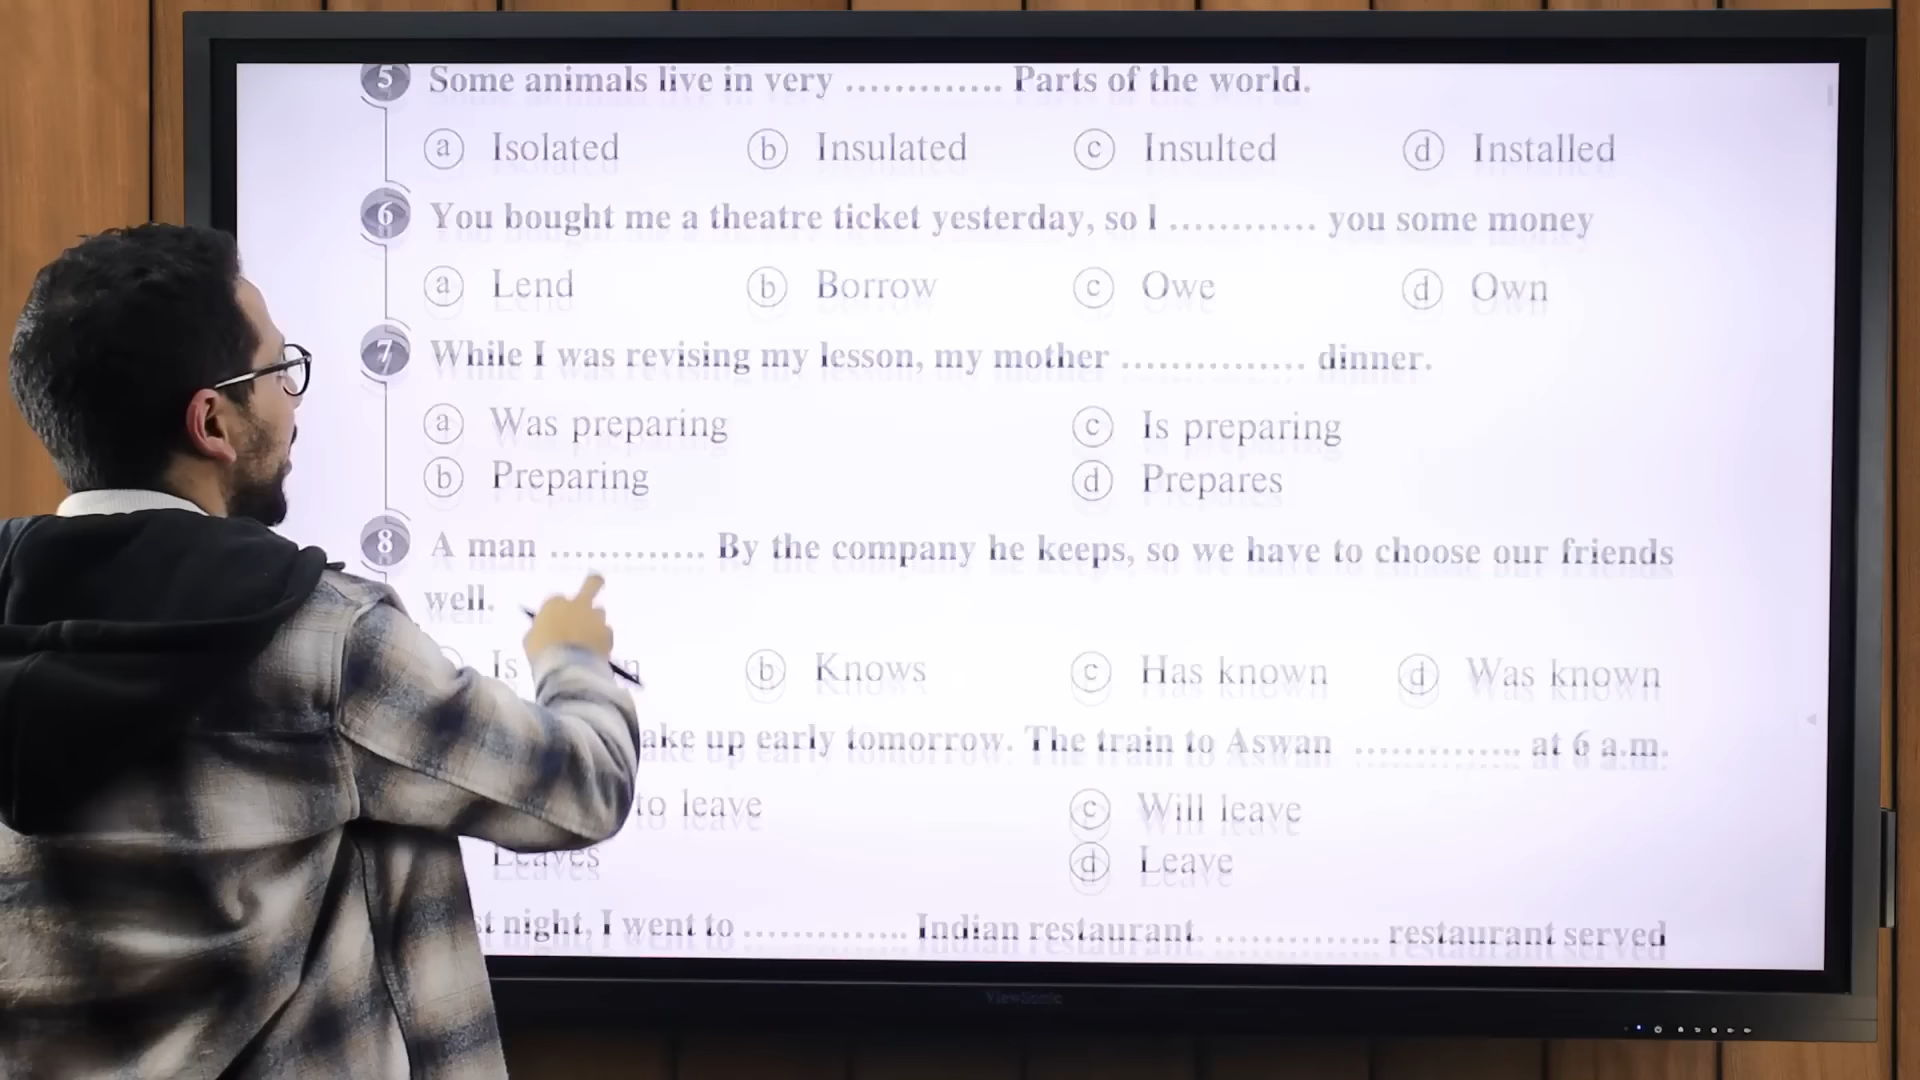 5 Some animals live in very ............. Parts of the world.
a Isolated b Insulated c Insulted d Installed
6 You bought me a theatre ticket yesterday, so I ............ you some money
a Lend b Borrow c Owe d Own
7 While I was revising my lesson, my mother ............... dinner.
a Was preparing c Is preparing
b Preparing d Prepares
8 A man ............. By the company he keeps, so we have to choose our friends
well.
Is b Knows c Has known d Was known
up early tomorrow. The train to Aswan .............. at 6 a.m.
to leave c Will leave
Leaves d Leave
night, I went to .............. Indian restaurant. .............. restaurant served
ViewSonic